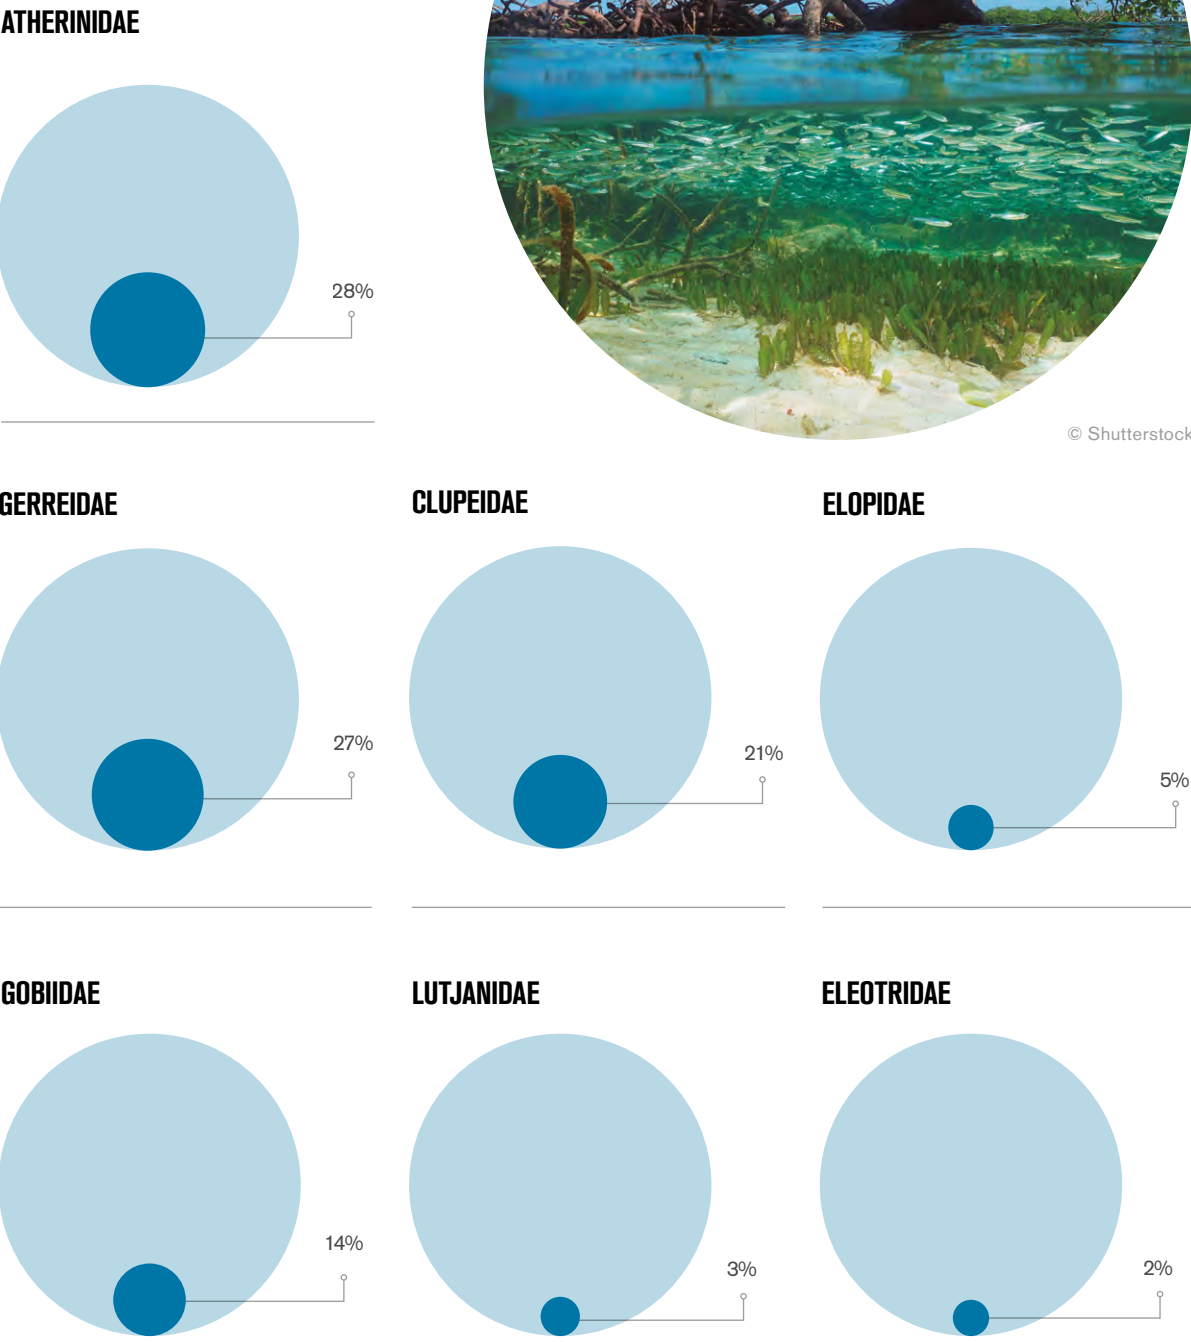 ATHERINIDAE
28%
© Shutterstock
GERREIDAE
CLUPEIDAE
ELOPIDAE
27%
21%
5%
GOBIIDAE
LUTJANIDAE
ELEOTRIDAE
14%
3%
2%